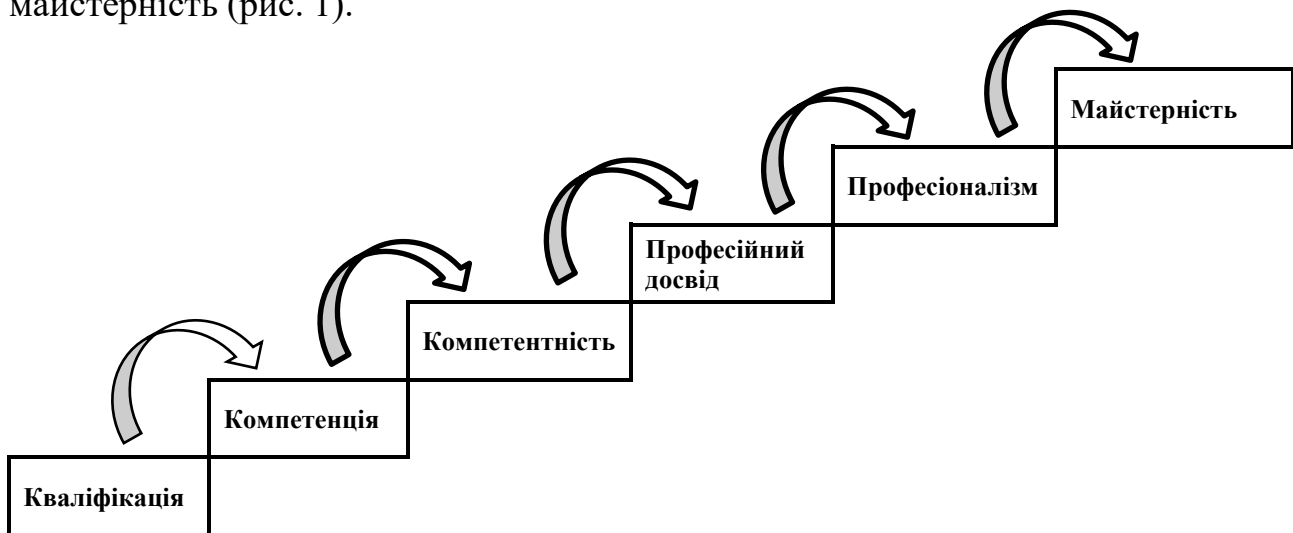 майстерність (рис. 1).
Майстерність
Професіоналізм
Професійний
досвід
Компетентність
Компетенція
Кваліфікація